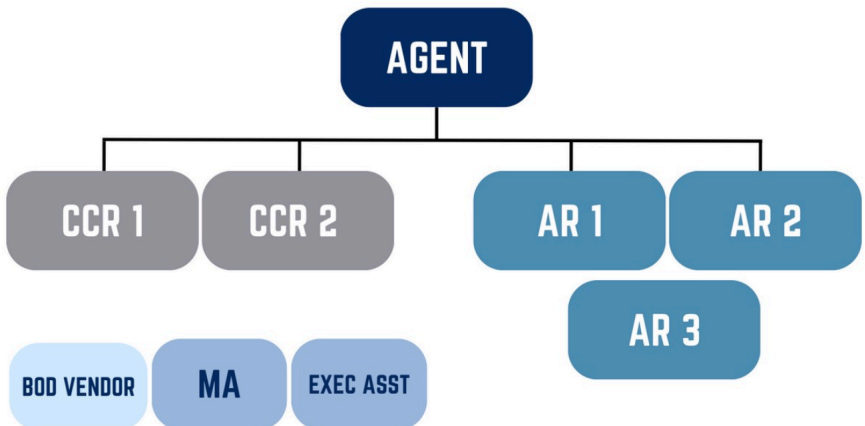 AGENT
CCR 1
CCR 2
AR 1
AR 2
AR 3
BOD VENDOR
MA
EXEC ASST